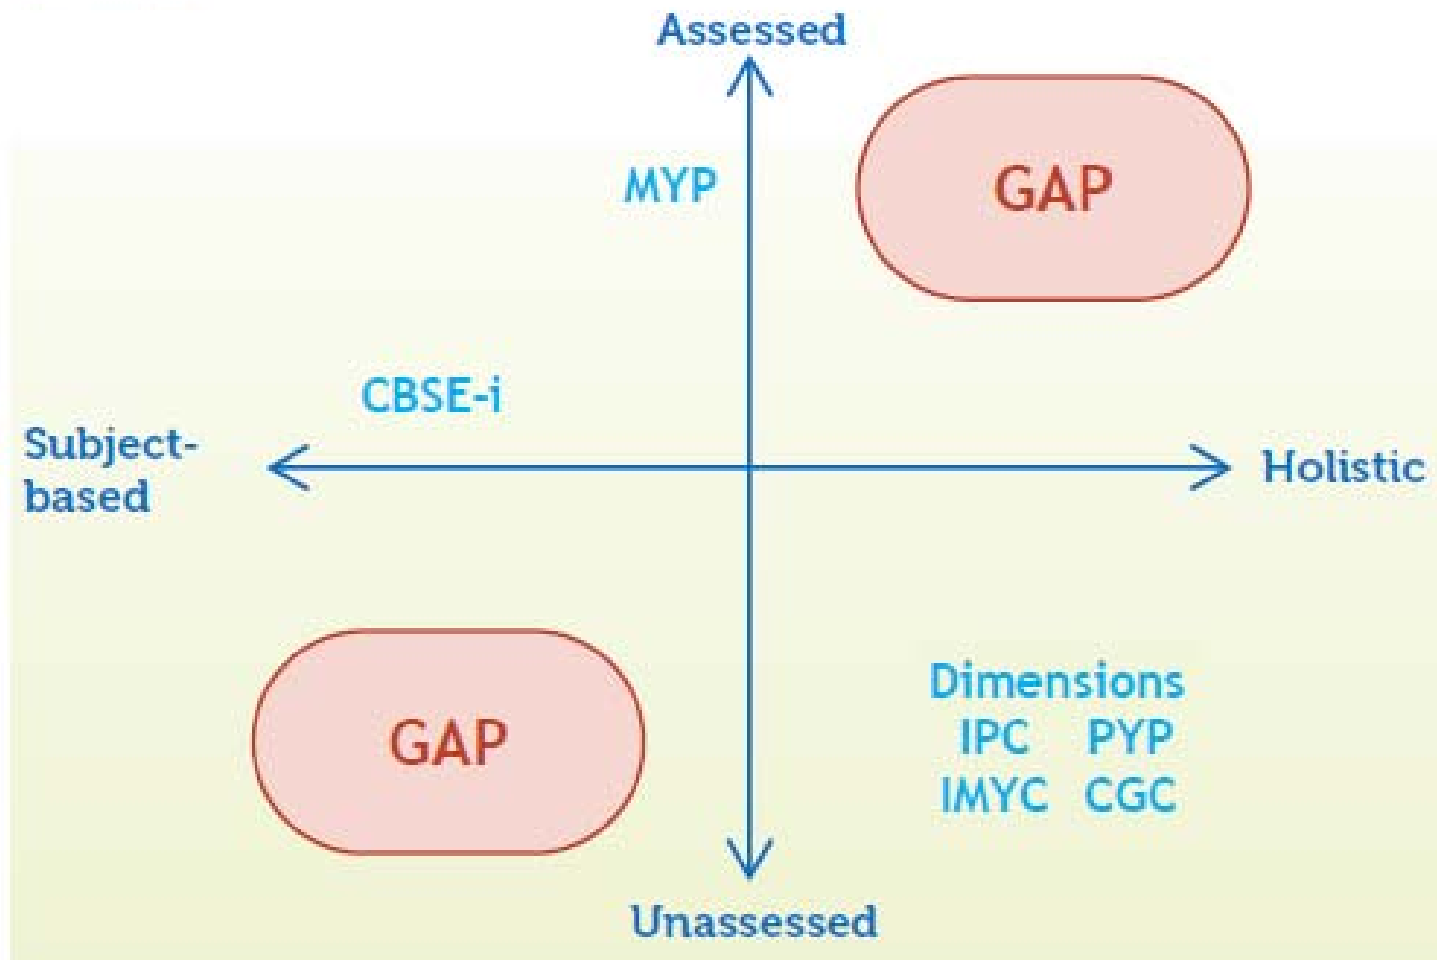 Assessed
MYP
GAP
CBSE-i
Subject-
based
Holistic
GAP
Dimensions
IPC PYP
IMYC CGC
Unassessed